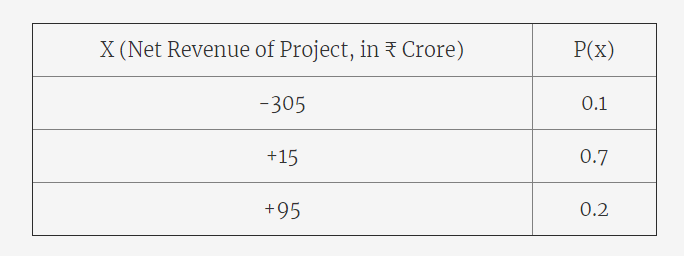 X (Net Revenue of Project, in ₹ Crore) P(x)
-305 0.1
+15 0.7
+95 0.2